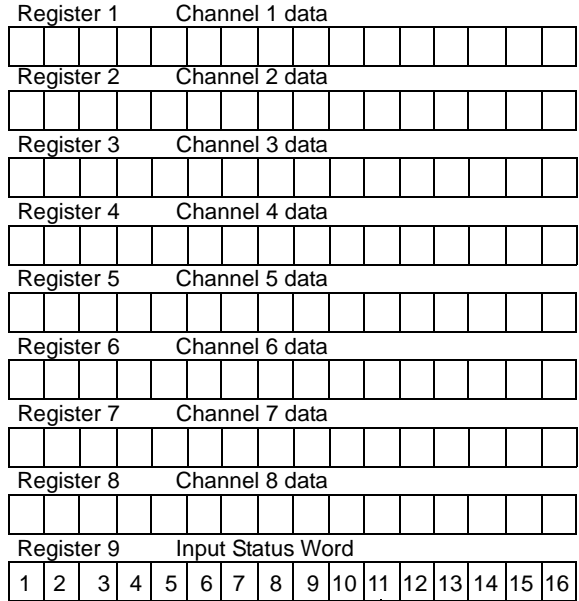 Register 1 Channel 1 data
Register 2 Channel 2 data
Register 3 Channel 3 data
Register 4 Channel 4 data
Register 5 Channel 5 data
Register 6 Channel 6 data
Register 7 Channel 7 data
Register 8 Channel 8 data
Register 9 Input Status Word
1 2 3 4 5 6 7 8 9 10 11 12 13 14 15 16